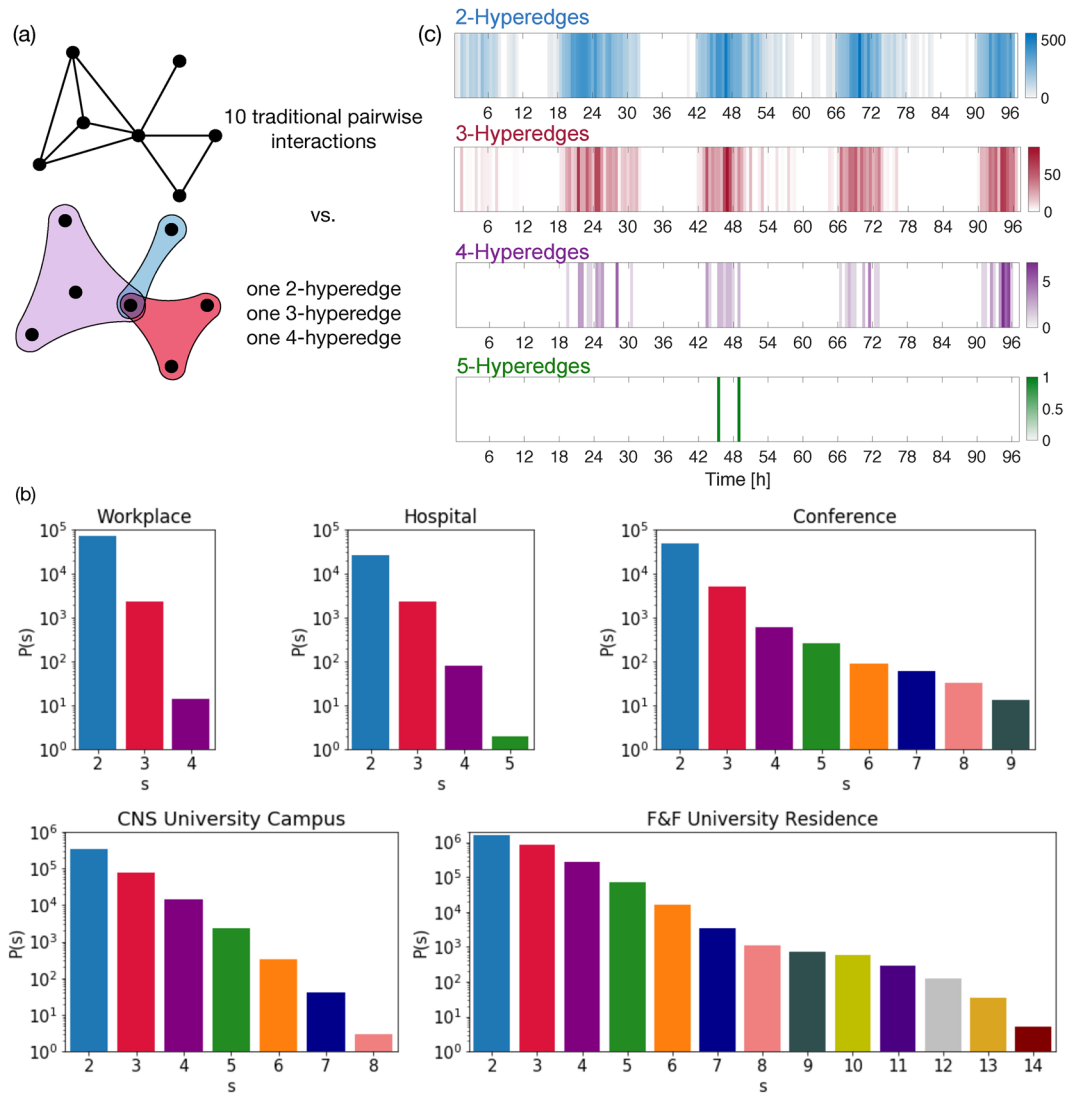 (a)
10 traditional pairwise
interactions
vs.
one 2-hyperedge
one 3-hyperedge
one 4-hyperedge
(c)
2-Hyperedges
500
0
6 12 18 24 30 36 42 48 54 60 66 72 78 84 90 96
3-Hyperedges
50
0
6 12 18 24 30 36 42 48 54 60 66 72 78 84 90 96
4-Hyperedges
5
0
6 12 18 24 30 36 42 48 54 60 66 72 78 84 90 96
5-Hyperedges
1
0.5
0
6 12 18 24 30 36 42 48 54 60 66 72 78 84 90 96
Time [h]
(b)
Workplace
P(s)
10^5
10^4
10^3
10^2
10^1
10^0
2 3 4
s
Hospital
P(s)
10^5
10^4
10^3
10^2
10^1
10^0
2 3 4 5
s
Conference
P(s)
10^5
10^4
10^3
10^2
10^1
10^0
2 3 4 5 6 7 8 9
s
CNS University Campus
P(s)
10^6
10^5
10^4
10^3
10^2
10^1
10^0
2 3 4 5 6 7 8
s
F&F University Residence
P(s)
10^6
10^5
10^4
10^3
10^2
10^1
10^0
2 3 4 5 6 7 8 9 10 11 12 13 14
s